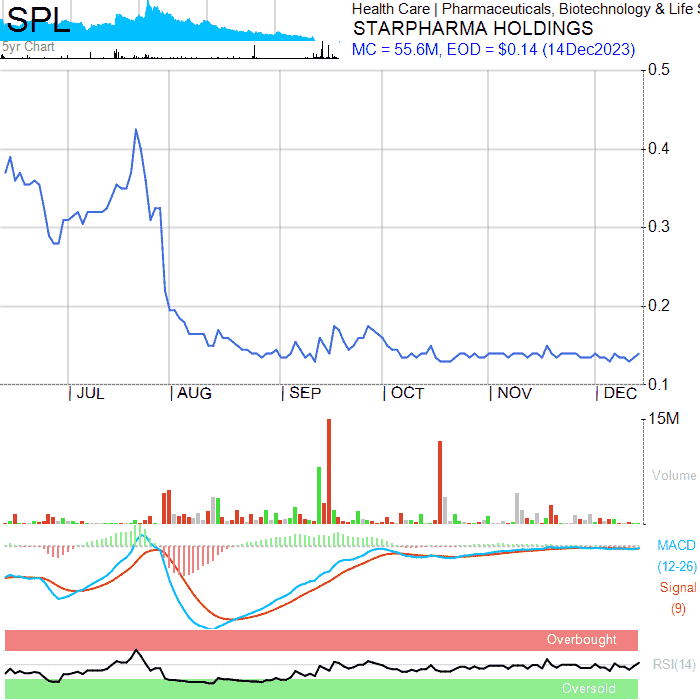 SPL
5yr Chart
Health Care | Pharmaceuticals, Biotechnology & Life S
STARPHARMA HOLDINGS
MC = 55.6M, EOD = $0.14 (14Dec2023)
0.5
0.4
0.3
0.2
0.1
JUL
AUG
SEP
OCT
NOV
DEC
15M
Volume
MACD
(12-26)
Signal
(9)
Overbought
RSI(14)
Oversold